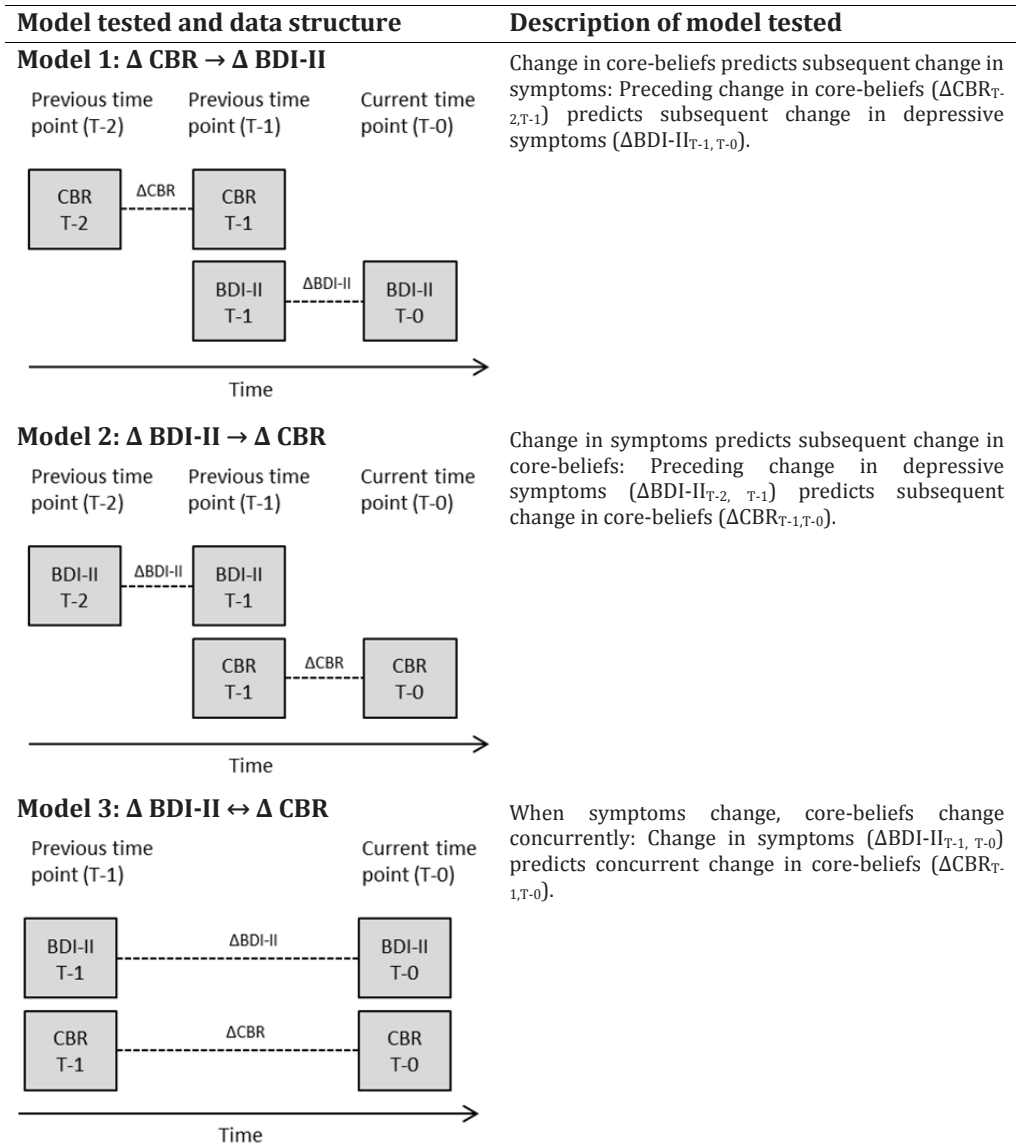 Model tested and data structure
Description of model tested
Model 1: Δ CBR → Δ BDI-II
Change in core-beliefs predicts subsequent change in
symptoms: Preceding change in core-beliefs (ΔCBRT-
2,T-1) predicts subsequent change in depressive
symptoms (ΔBDI-IIT-1, T-0).
Previous time
point (T-2)
Previous time
point (T-1)
Current time
point (T-0)
CBR
T-2
ΔCBR
CBR
T-1
BDI-II
T-1
ΔBDI-II
BDI-II
T-0
Time
Model 2: Δ BDI-II → Δ CBR
Change in symptoms predicts subsequent change in
core-beliefs: Preceding change in depressive
symptoms (ΔBDI-IIT-2, T-1) predicts subsequent
change in core-beliefs (ΔCBRT-1,T-0).
Previous time
point (T-2)
Previous time
point (T-1)
Current time
point (T-0)
BDI-II
T-2
ΔBDI-II
BDI-II
T-1
CBR
T-1
ΔCBR
CBR
T-0
Time
Model 3: Δ BDI-II ↔ Δ CBR
When symptoms change, core-beliefs change
concurrently: Change in symptoms (ΔBDI-IIT-1, T-0)
predicts concurrent change in core-beliefs (ΔCBRT-
1,T-0).
Previous time
point (T-1)
Current time
point (T-0)
BDI-II
T-1
ΔBDI-II
BDI-II
T-0
CBR
T-1
ΔCBR
CBR
T-0
Time